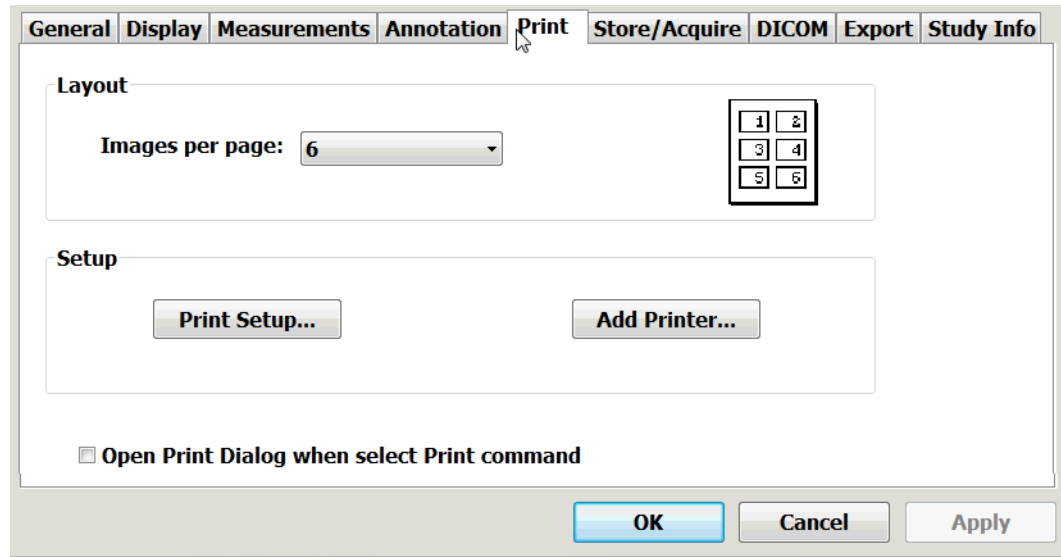 General Display Measurements Annotation Print Store/Acquire DICOM Export Study Info
Layout
Images per page: 6
1 2
3 4
5 6
Setup
Print Setup... Add Printer...
Open Print Dialog when select Print command
OK Cancel Apply